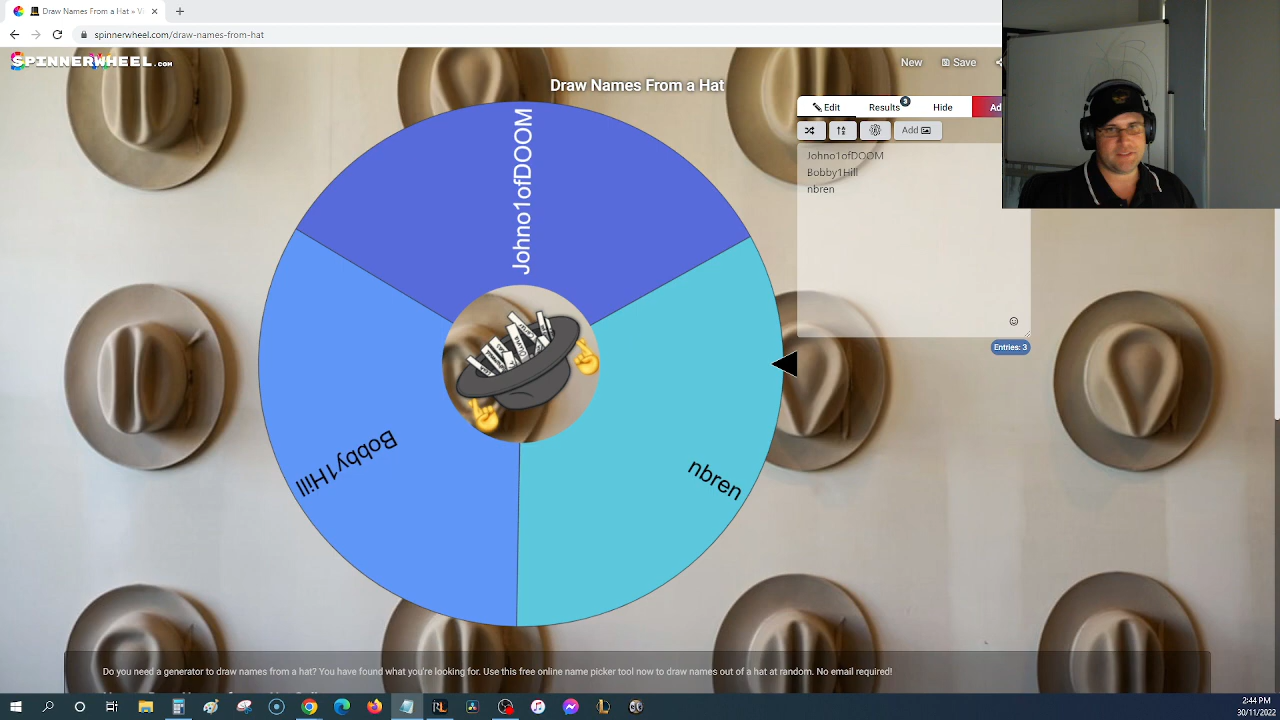 Draw Names From a Hat » Vi
spinnerwheel.com/draw-names-from-hat
SPINNERWHEEL.COM
New
Save
Draw Names From a Hat
Edit
Results
3
Hide
Ad
Add
Johno1ofDOOM
Bobby1Hill
nbren
Entries: 3
Johno1ofDOOM
Bobby1Hill
nbren
Do you need a generator to draw names from a hat? You have found what you're looking for. Use this free online name picker tool now to draw names out of a hat at random. No email required!
2:44 PM
30/11/2022